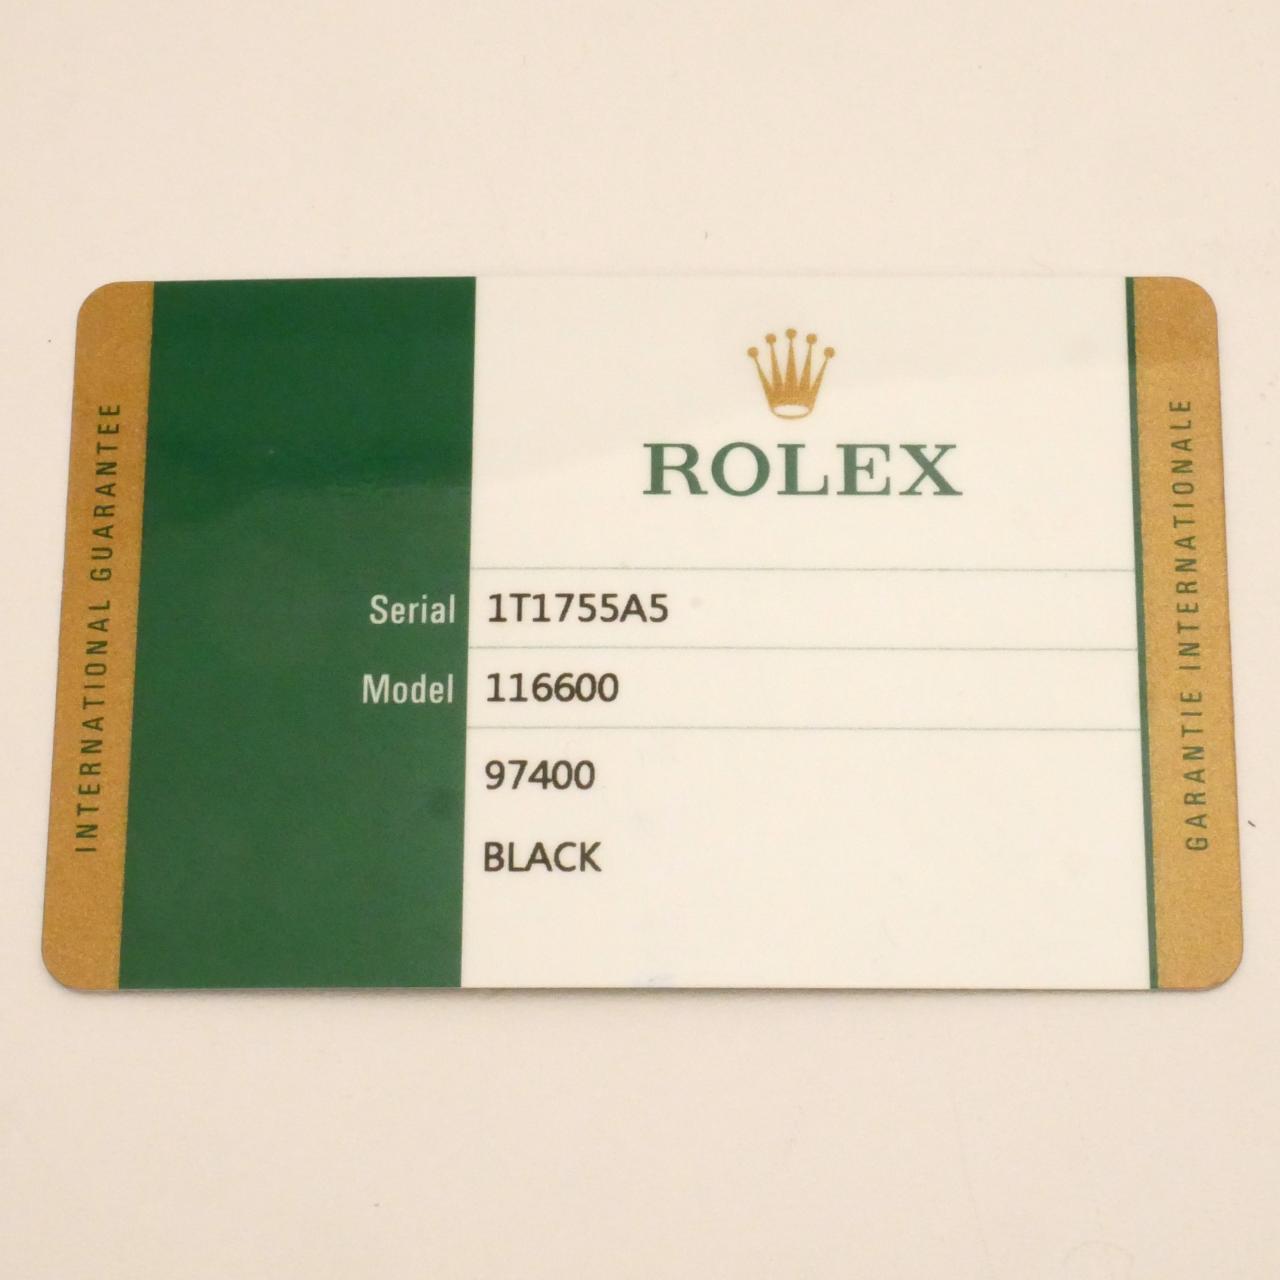 INTERNATIONAL GUARANTEE
ROLEX
Serial 1T1755A5
Model 116600
97400
BLACK
GARANTIE INTERNATIONALE